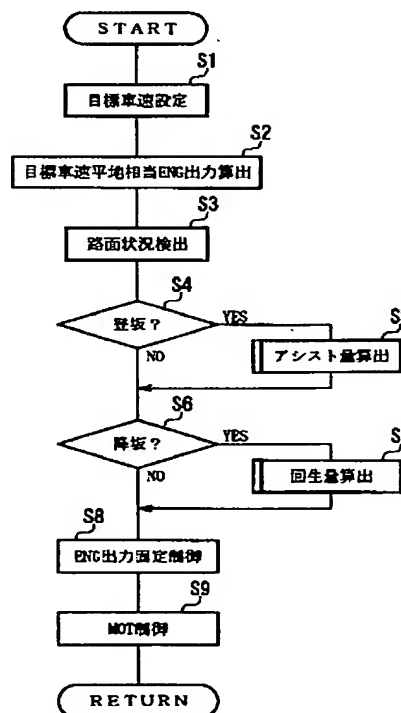 START
S1
目標車速設定
S2
目標車速平地相当ENG出力算出
S3
路面状況検出
S4
登坂?
YES
S
アシスト量算出
NO
S6
降坂?
YES
S
回生量算出
NO
S8
ENG出力固定制御
S9
MOT制御
RETURN